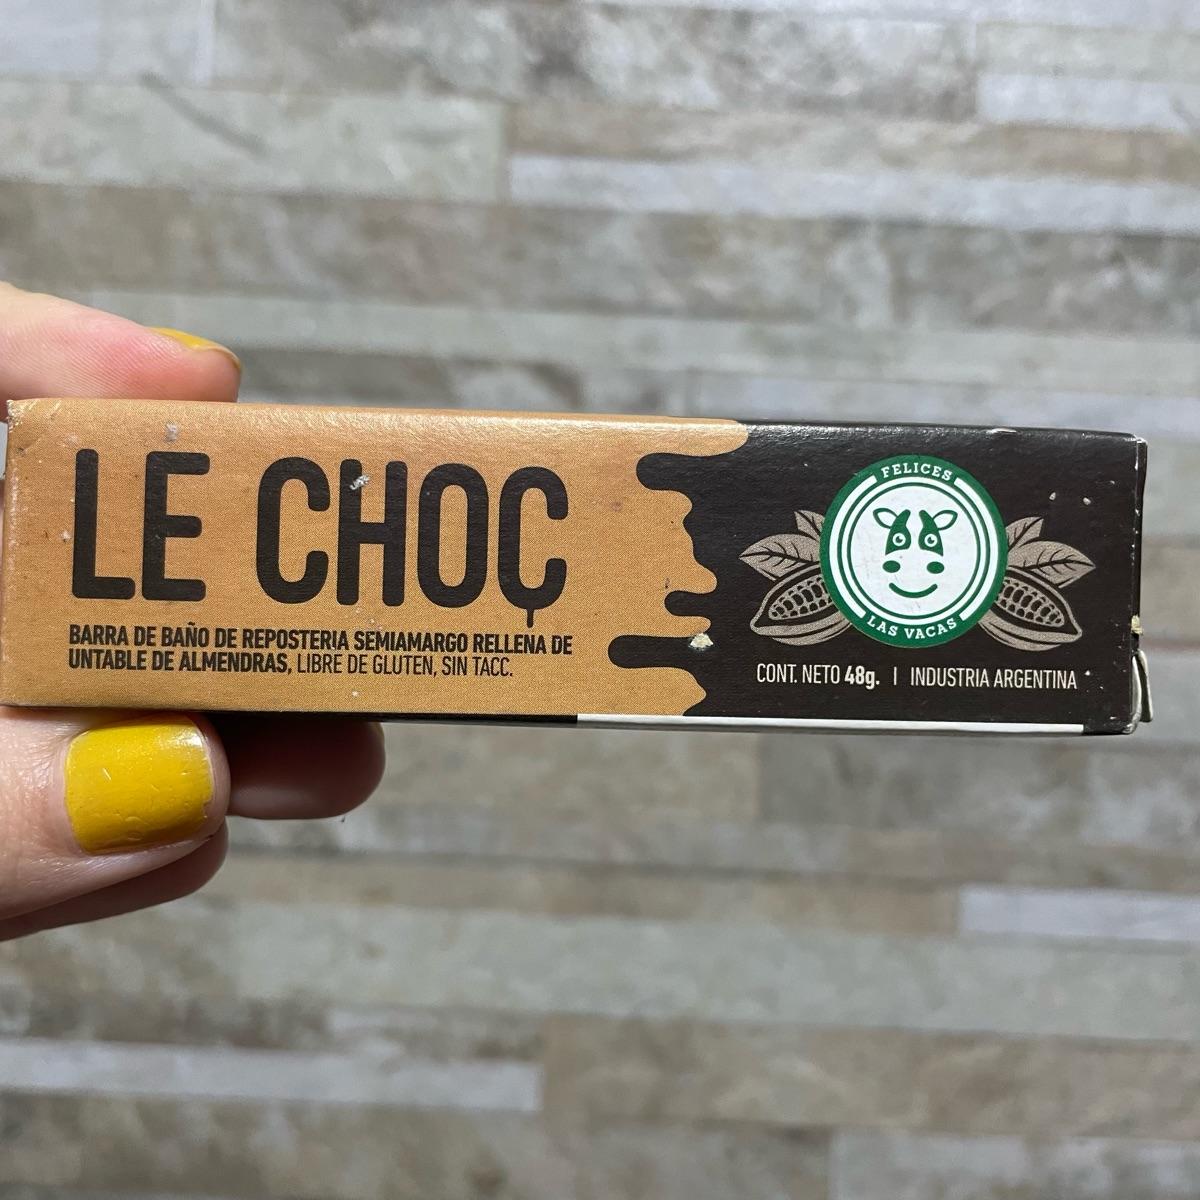 LE CHOC
BARRA DE BAÑO DE REPOSTERIA SEMIAMARGO RELLENA DE
UNTABLE DE ALMENDRAS, LIBRE DE GLUTEN, SIN TACC.
FELICES
LAS VACAS
CONT. NETO 48g. | INDUSTRIA ARGENTINA